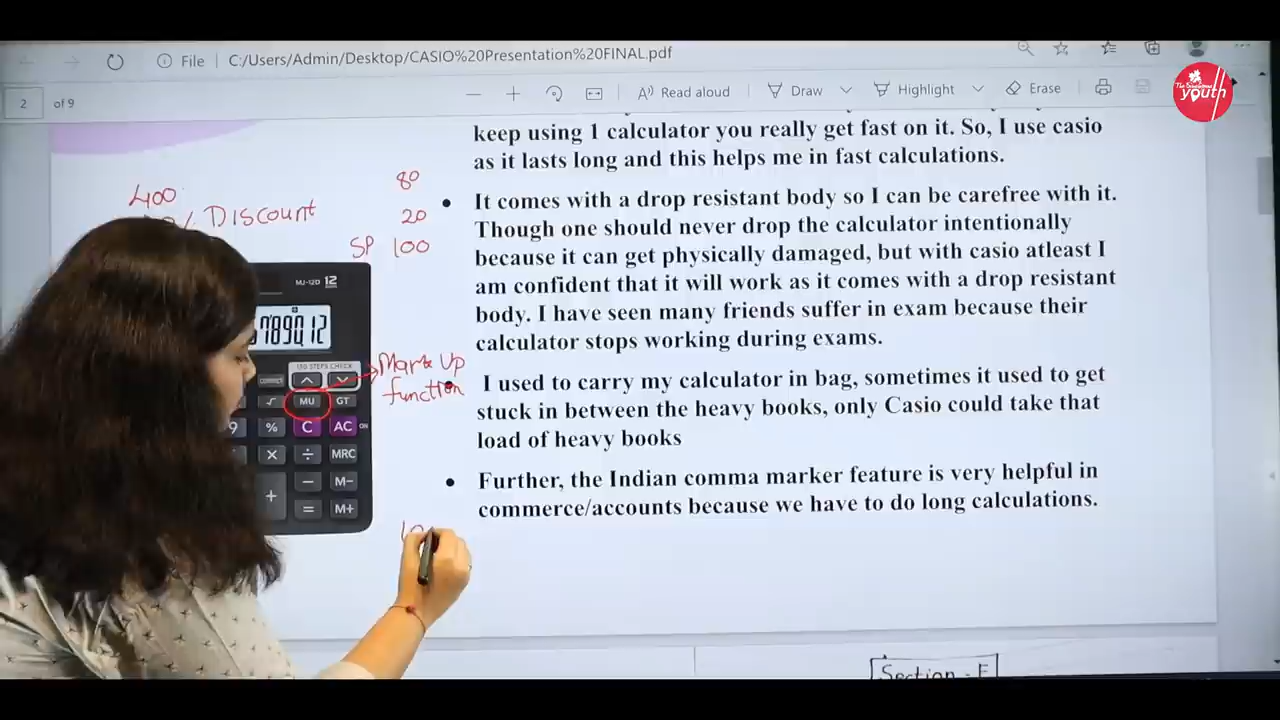 File C:/Users/Admin/Desktop/CASIO%20Presentation%20FINAL.pdf
2 of 9
Read aloud
Draw
Highlight
Erase
youth
keep using 1 calculator you really get fast on it. So, I use casio
as it lasts long and this helps me in fast calculations.
400
Discount
80
20
SP 100
• It comes with a drop resistant body so I can be carefree with it.
Though one should never drop the calculator intentionally
because it can get physically damaged, but with casio atleast I
am confident that it will work as it comes with a drop resistant
body. I have seen many friends suffer in exam because their
calculator stops working during exams.
MJ-12D 12
789012
Mark Up
function
• I used to carry my calculator in bag, sometimes it used to get
stuck in between the heavy books, only Casio could take that
load of heavy books
CORRECT
√ MU GT
9 % C AC ON
X ÷ MRC
+ − M−
= M+
• Further, the Indian comma marker feature is very helpful in
commerce/accounts because we have to do long calculations.
Section - E